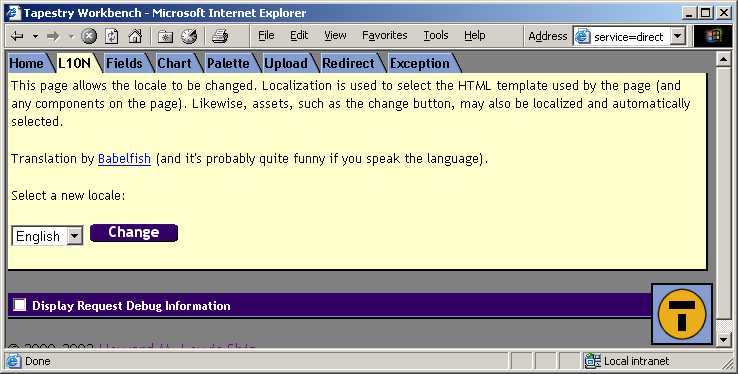 Tapestry Workbench - Microsoft Internet Explorer
File Edit View Favorites Tools Help Address service=direct
Home L10N Fields Chart Palette Upload Redirect Exception
This page allows the locale to be changed. Localization is used to select the HTML template used by the page (and
any components on the page). Likewise, assets, such as the change button, may also be localized and automatically
selected.
Translation by Babelfish (and it's probably quite funny if you speak the language).
Select a new locale:
English Change
Display Request Debug Information
T
Done Local intranet